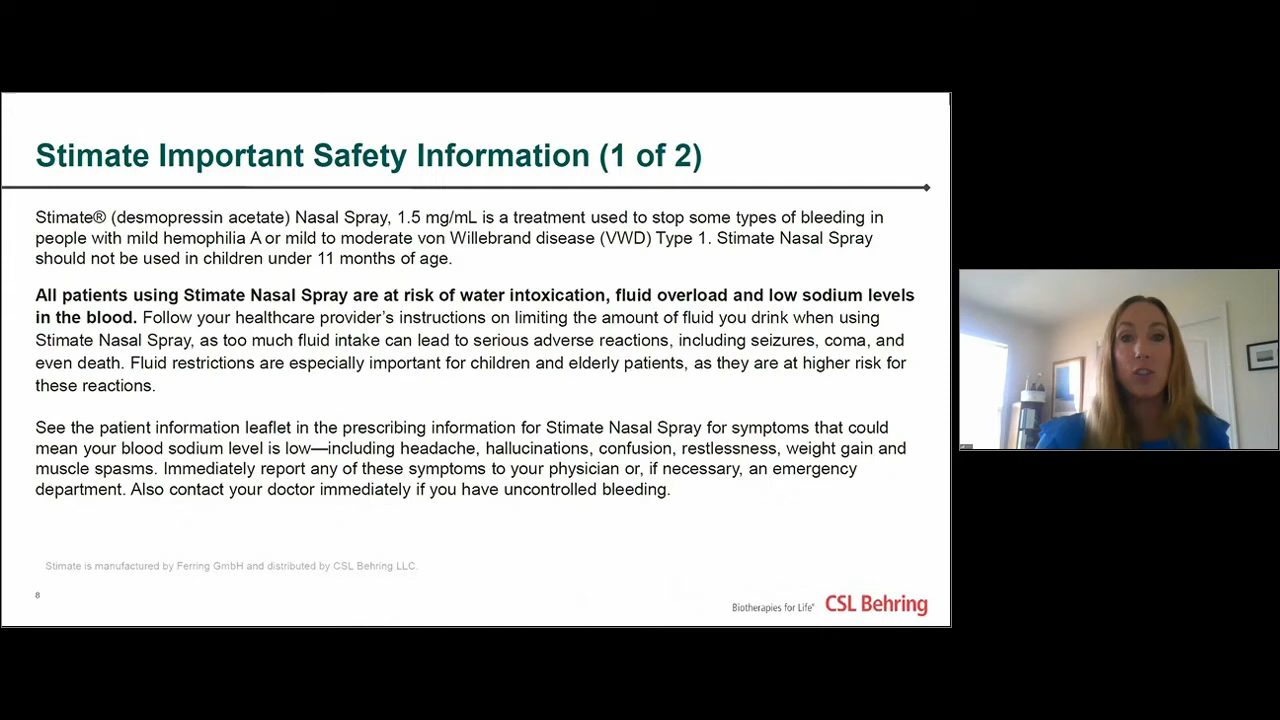 Stimate Important Safety Information (1 of 2)
Stimate® (desmopressin acetate) Nasal Spray, 1.5 mg/mL is a treatment used to stop some types of bleeding in
people with mild hemophilia A or mild to moderate von Willebrand disease (VWD) Type 1. Stimate Nasal Spray
should not be used in children under 11 months of age.
All patients using Stimate Nasal Spray are at risk of water intoxication, fluid overload and low sodium levels
in the blood. Follow your healthcare provider's instructions on limiting the amount of fluid you drink when using
Stimate Nasal Spray, as too much fluid intake can lead to serious adverse reactions, including seizures, coma, and
even death. Fluid restrictions are especially important for children and elderly patients, as they are at higher risk for
these reactions.
See the patient information leaflet in the prescribing information for Stimate Nasal Spray for symptoms that could
mean your blood sodium level is low—including headache, hallucinations, confusion, restlessness, weight gain and
muscle spasms. Immediately report any of these symptoms to your physician or, if necessary, an emergency
department. Also contact your doctor immediately if you have uncontrolled bleeding.
Stimate is manufactured by Ferring GmbH and distributed by CSL Behring LLC.
8
Biotherapies for Life® CSL Behring